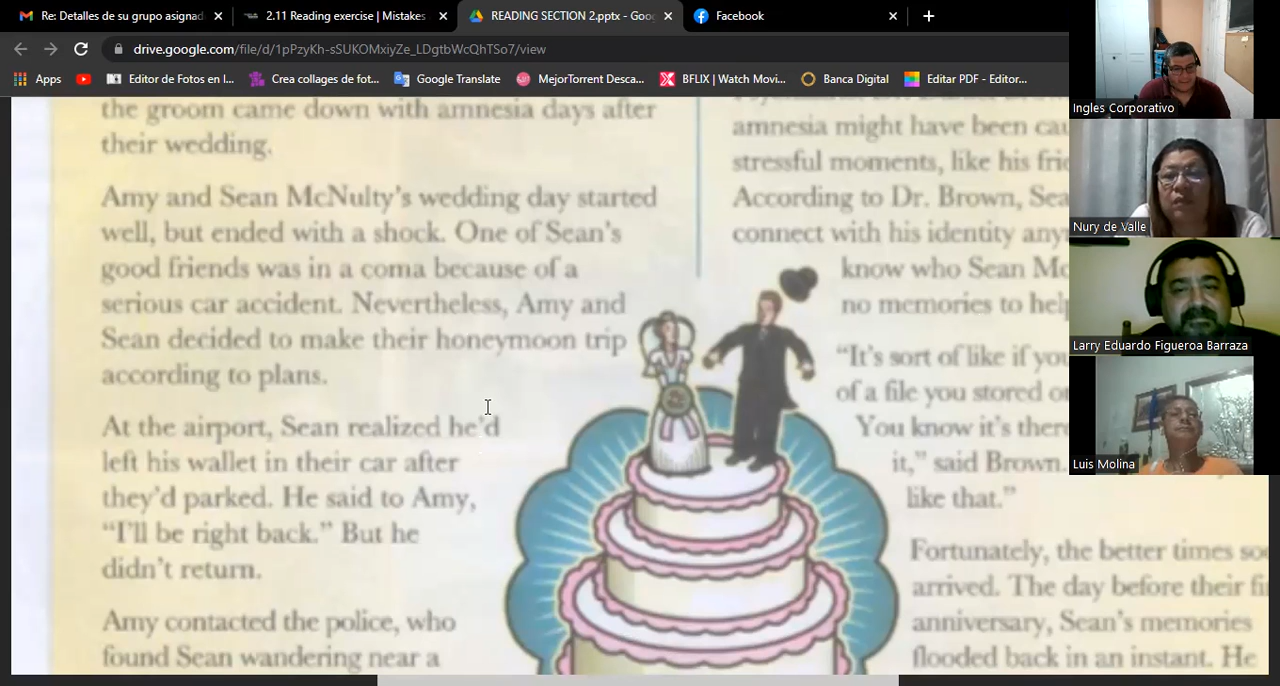 Re: Detalles de su grupo asignad
2.11 Reading exercise | Mistakes
READING SECTION 2.pptx - Goog
Facebook
drive.google.com/file/d/1pPzyKh-sSUKOMxiyZe_LDgtbWcQhTSo7/view
Apps
Editor de Fotos en l...
Crea collages de fot...
Google Translate
MejorTorrent Desca...
BFLIX | Watch Movi...
Banca Digital
Editar PDF - Editor...
the groom came down with amnesia days after
their wedding.
Amy and Sean McNulty's wedding day started
well, but ended with a shock. One of Sean's
good friends was in a coma because of a
serious car accident. Nevertheless, Amy and
Sean decided to make their honeymoon trip
according to plans.
At the airport, Sean realized he'd
left his wallet in their car after
they'd parked. He said to Amy,
"I'll be right back." But he
didn't return.
Amy contacted the police, who
found Sean wandering near a
amnesia might have been cau
stressful moments, like his frie
According to Dr. Brown, Sea
connect with his identity any
know who Sean Mc
no memories to help
"It's sort of like if you
of a file you stored o
You know it's there
it," said Brown.
like that."
Fortunately, the better times so
arrived. The day before their fi
anniversary, Sean's memories
flooded back in an instant. He
Ingles Corporativo
Nury de Valle
Larry Eduardo Figueroa Barraza
Luis Molina